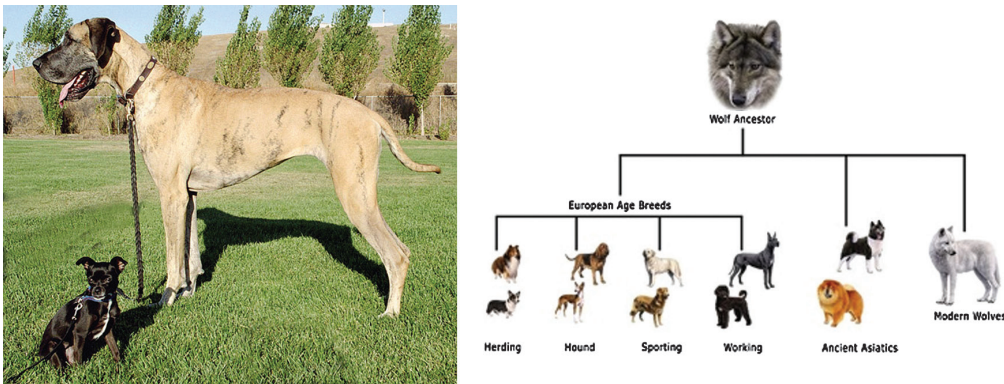 Wolf Ancestor
European Age Breeds
Modern Wolves
Herding
Hound
Sporting
Working
Ancient Asiatics